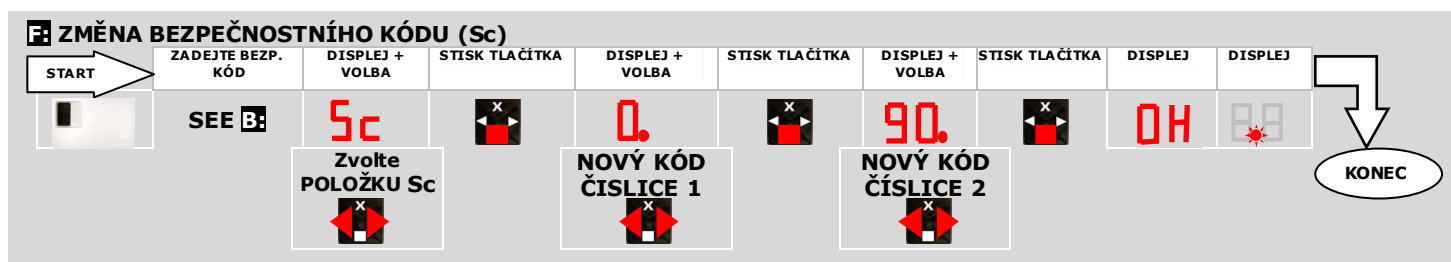 F: ZMĚNA BEZPEČNOSTNÍHO KÓDU (Sc)
START
ZADEJTE BEZP.
KÓD
DISPLEJ +
VOLBA
STISK TLAČÍTKA
DISPLEJ +
VOLBA
STISK TLAČÍTKA
DISPLEJ +
VOLBA
STISK TLAČÍTKA
DISPLEJ
DISPLEJ
SEE B:
Sc
X
0.
X
90.
X
OH
Zvolte
POLOŽKU Sc
X
NOVÝ KÓD
ČISLICE 1
X
NOVÝ KÓD
ČÍSLICE 2
X
KONEC